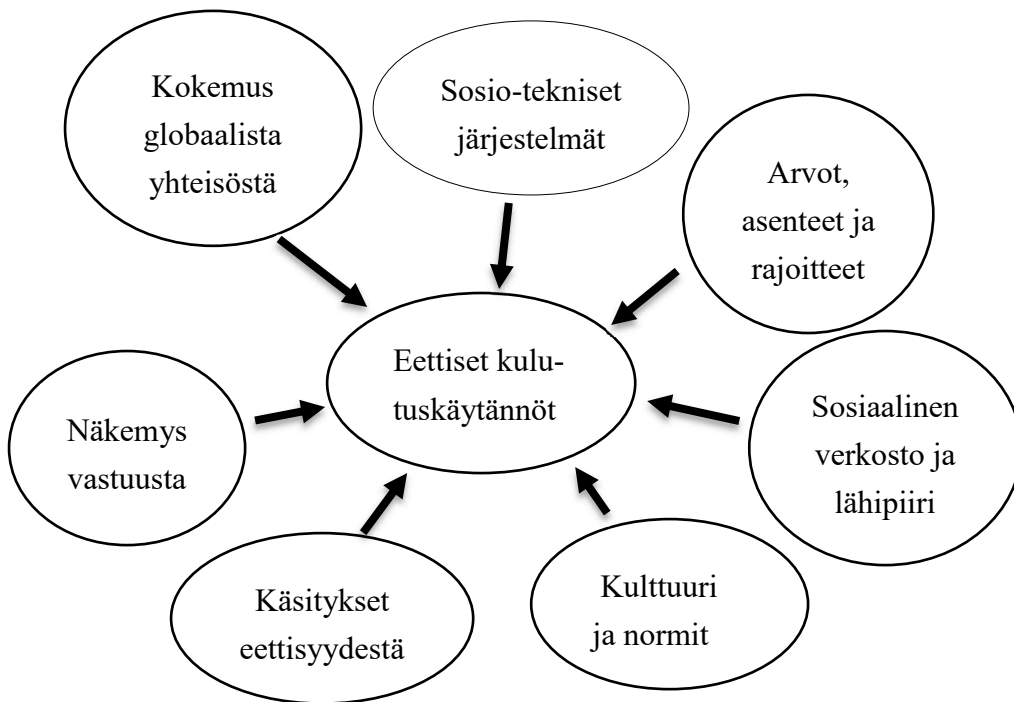 Kokemus
globaalista
yhteisöstä
Sosio-tekniset
järjestelmät
Arvot,
asenteet ja
rajoitteet
Eettiset kulu-
tuskäytännöt
Näkemys
vastuusta
Sosiaalinen
verkosto ja
lähipiiri
Käsitykset
eettisyydestä
Kulttuuri
ja normit